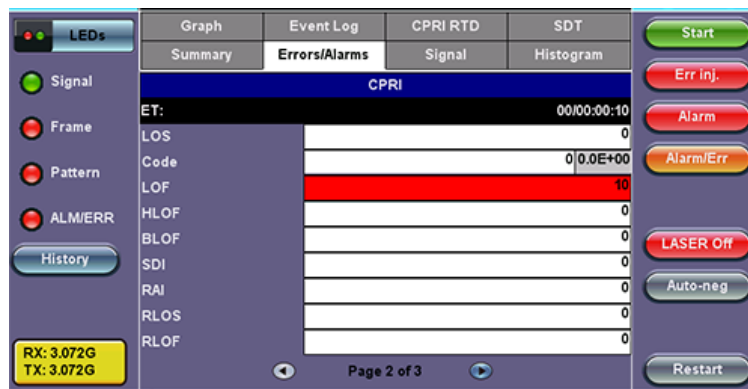 LEDs
Graph Event Log CPRI RTD SDT
Summary Errors/Alarms Signal Histogram
Start
Err inj.
Alarm
Alarm/Err
LASER Off
Auto-neg
Restart
Signal
Frame
Pattern
ALM/ERR
History
RX: 3.072G
TX: 3.072G
CPRI
ET: 00/00:00:10
LOS 0
Code 0 0.0E+00
LOF 10
HLOF 0
BLOF 0
SDI 0
RAI 0
RLOS 0
RLOF 0
Page 2 of 3